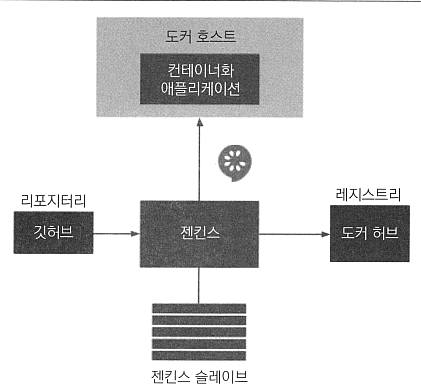 도커 호스트
컨테이너화
애플리케이션
리포지터리
깃허브
젠킨스
레지스트리
도커 허브
젠킨스 슬레이브